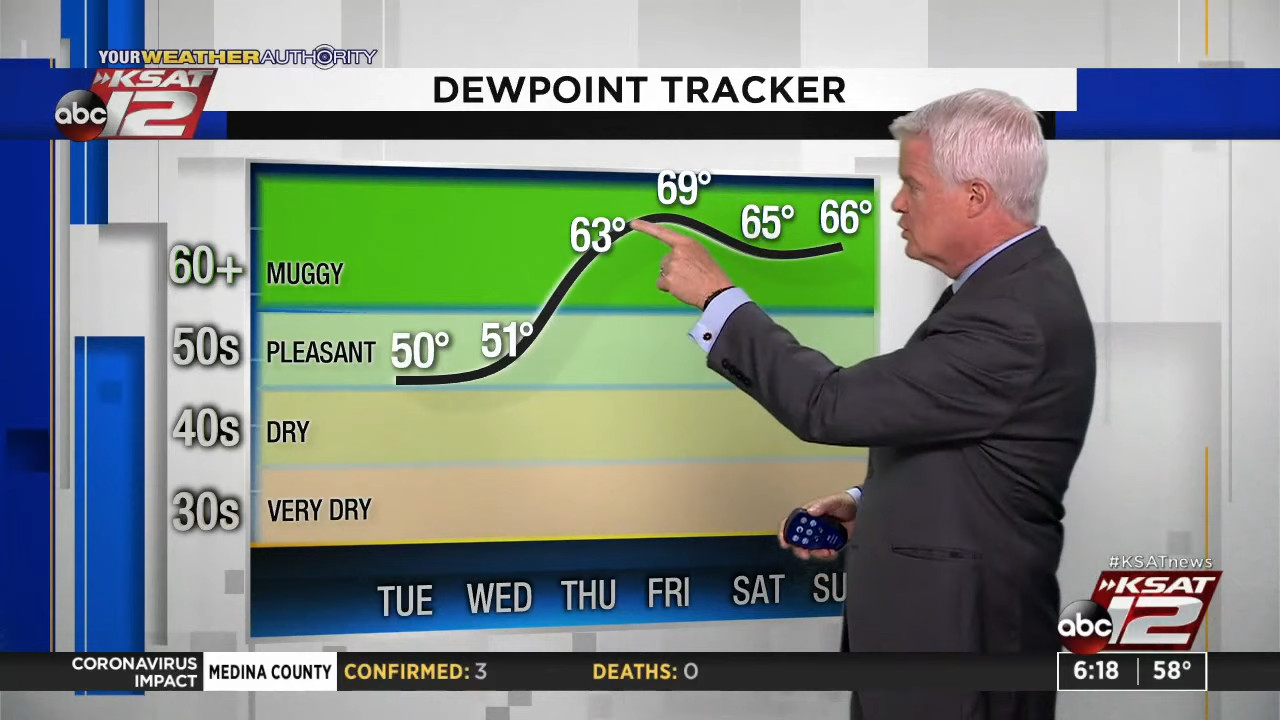 YOUR WEATHER AUTHORITY
KSAT
abc 12
DEWPOINT TRACKER
69°
63°
65°
66°
60+ MUGGY
50s PLEASANT 50° 51°
40s DRY
30s VERY DRY
TUE WED THU FRI SAT SU
#KSATnews
KSAT
abc 12
CORONAVIRUS IMPACT
MEDINA COUNTY
CONFIRMED: 3
DEATHS: 0
6:18 58°